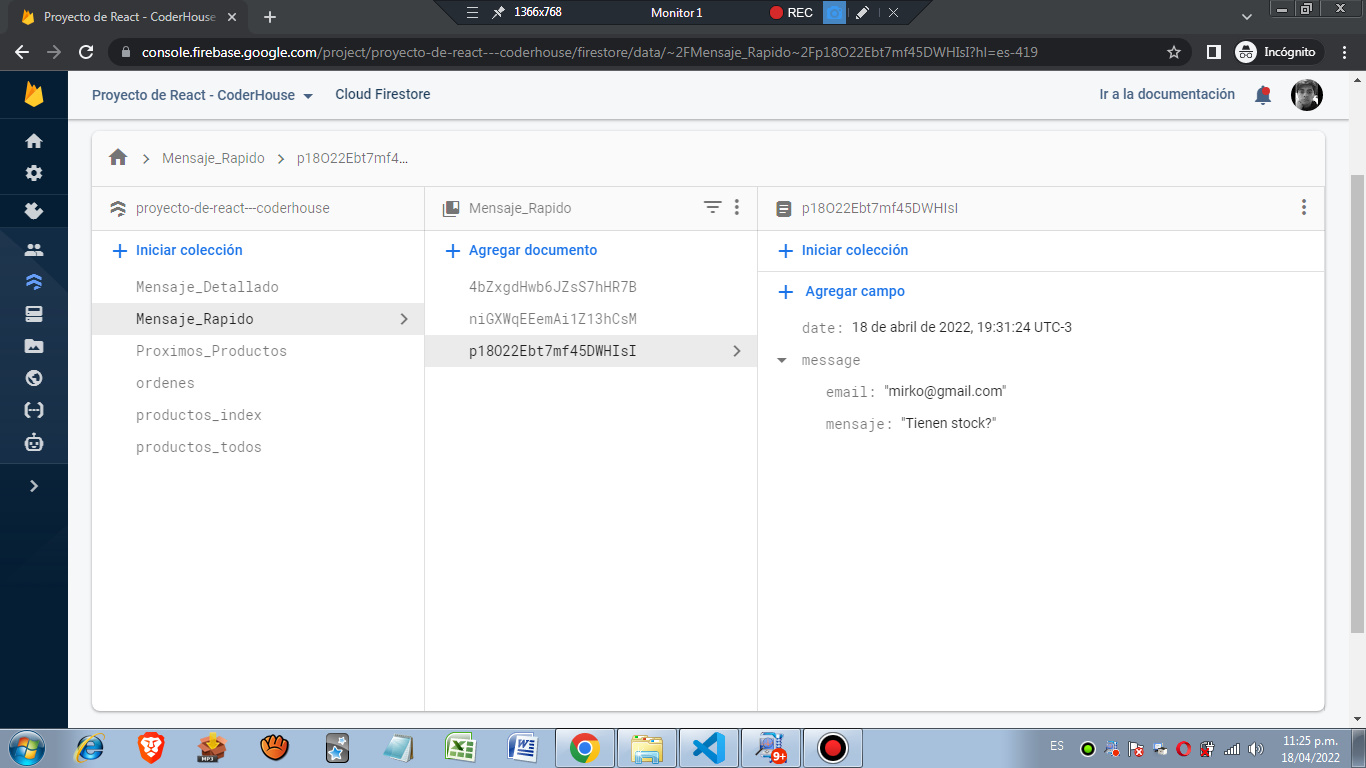 Proyecto de React - CoderHouse
1366x768
Monitor 1
REC
console.firebase.google.com/project/proyecto-de-react---coderhouse/firestore/data/~2FMensaje_Rapido~2Fp18O22Ebt7mf45DWHIsI?hl=es-419
Incógnito
Proyecto de React - CoderHouse
Cloud Firestore
Ir a la documentación
Mensaje_Rapido
p18O22Ebt7mf4...
proyecto-de-react---coderhouse
Mensaje_Rapido
p18O22Ebt7mf45DWHIsI
Iniciar colección
Agregar documento
Iniciar colección
Mensaje_Detallado
Mensaje_Rapido
Proximos_Productos
ordenes
productos_index
productos_todos
4bZxgdHwb6JZsS7hHR7B
niGXWqEEemAi1Z13hCsM
p18O22Ebt7mf45DWHIsI
Agregar campo
date: 18 de abril de 2022, 19:31:24 UTC-3
message
email: "mirko@gmail.com"
mensaje: "Tienen stock?"
MP3
9+
ES
11:25 p.m.
18/04/2022